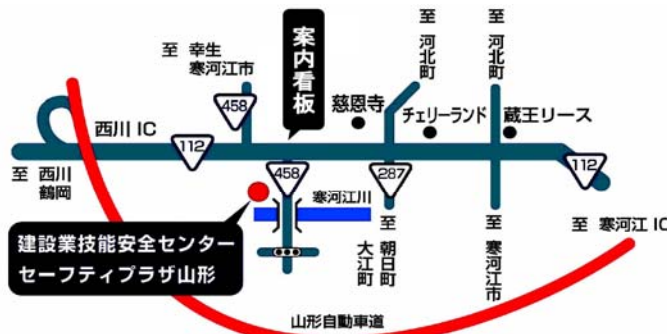 至 幸生
寒河江市
458
案内看板
至 河北町
至 河北町
慈恩寺
チェリーランド
蔵王リース
西川 IC
112
至 西川
鶴岡
458
寒河江川
287
112
建設業技能安全センター
セーフティプラザ山形
至 朝日町
大江町
至 寒河江市
至 寒河江 IC
山形自動車道